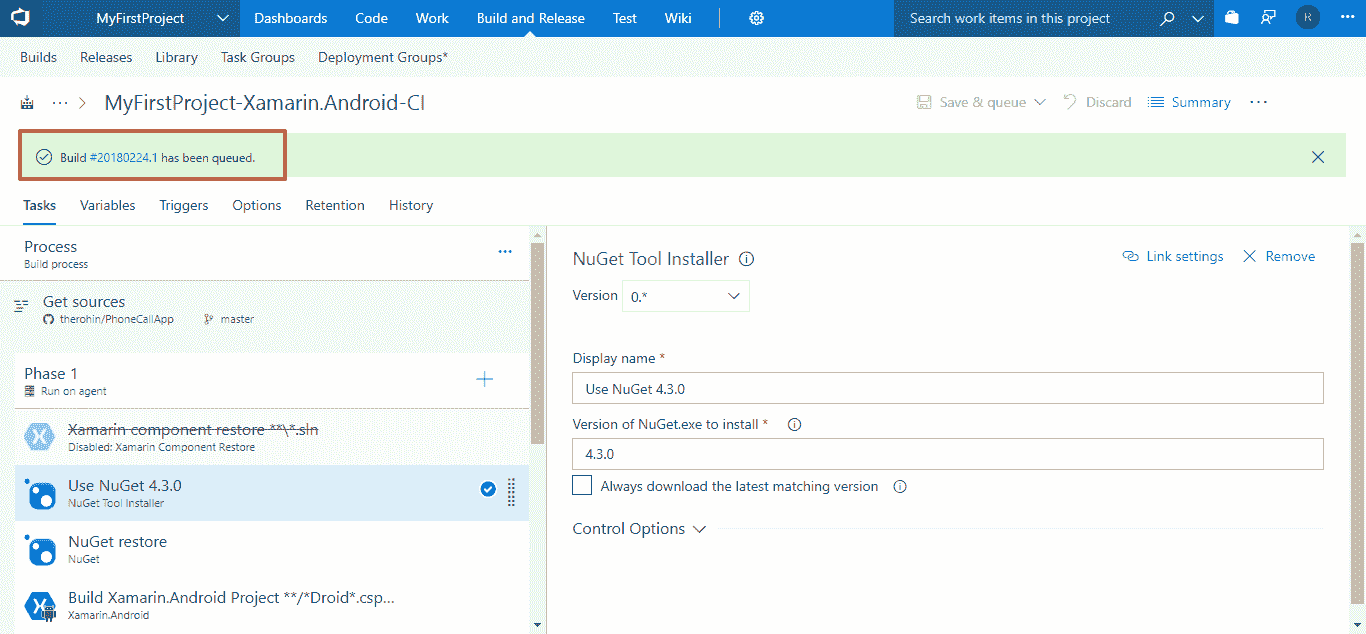 MyFirstProject Dashboards Code Work Build and Release Test Wiki Search work items in this project R ...
Builds Releases Library Task Groups Deployment Groups*
... > MyFirstProject-Xamarin.Android-CI Save & queue Discard Summary ...
Build #20180224.1 has been queued.
Tasks Variables Triggers Options Retention History
Process ...
Build process
Get sources
therohin/PhoneCallApp master
Phase 1
Run on agent
Xamarin component restore **\*.sln
Disabled: Xamarin Component Restore
Use NuGet 4.3.0
NuGet Tool Installer
NuGet restore
NuGet
Build Xamarin.Android Project **/*Droid*.csp...
Xamarin.Android
NuGet Tool Installer Link settings Remove
Version 0.*
Display name *
Use NuGet 4.3.0
Version of NuGet.exe to install *
4.3.0
Always download the latest matching version
Control Options